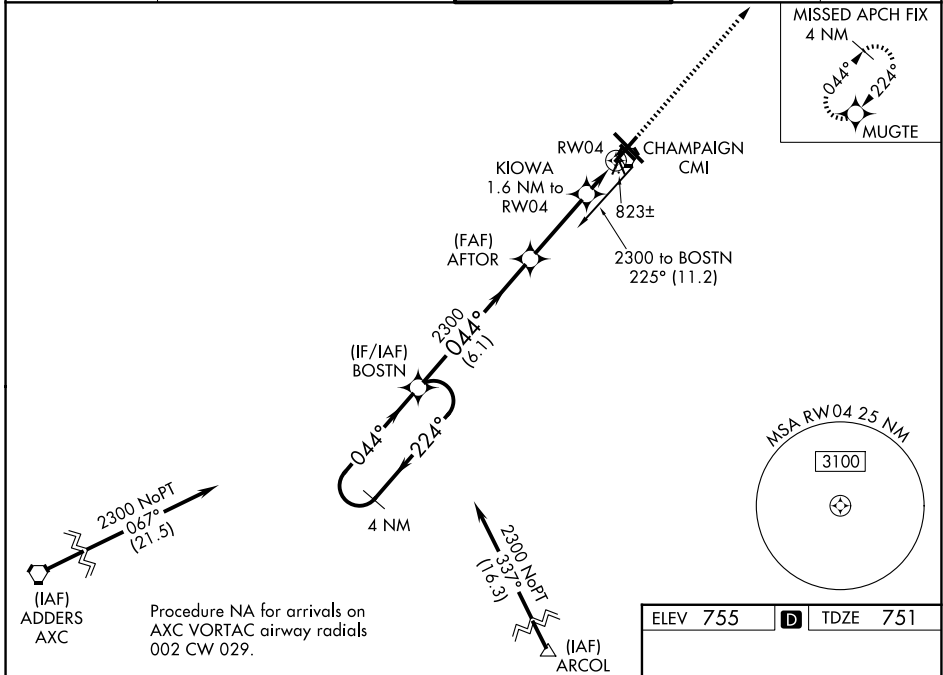 MISSED APCH FIX
4 NM
044°
224°
MUGTE
RW04
CHAMPAIGN
CMI
KIOWA
1.6 NM to
RW04
823±
(FAF)
AFTOR
2300 to BOSTN
225° (11.2)
2300
044°
(6.1)
(IF/IAF)
BOSTN
044°
224°
4 NM
MSA RW04 25 NM
3100
2300 NoPT
067°
(21.5)
(IAF)
ADDERS
AXC
2300 NoPT
337°
(16.3)
(IAF)
ARCOL
Procedure NA for arrivals on
AXC VORTAC airway radials
002 CW 029.
ELEV 755 D TDZE 751